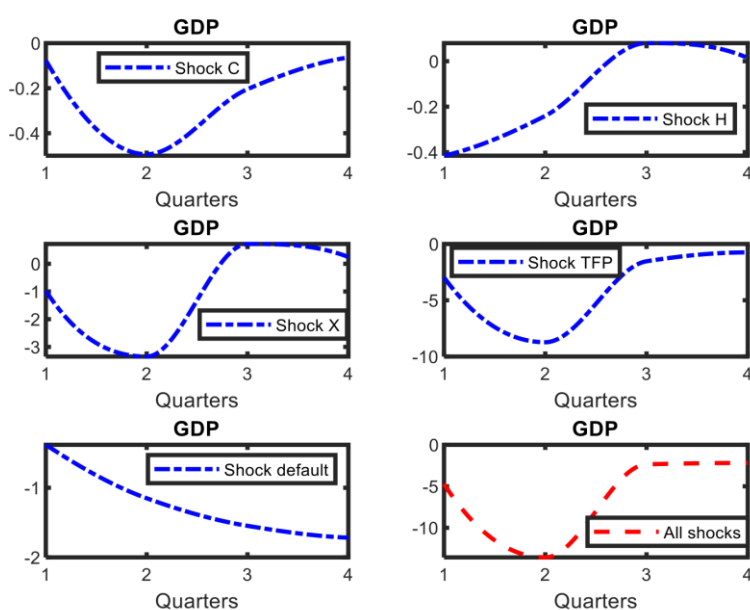 GDP
0
-0.2
-0.4
Shock C
1 2 3 4
Quarters
GDP
0
-0.2
-0.4
Shock H
1 2 3 4
Quarters
GDP
0
-1
-2
-3
Shock X
1 2 3 4
Quarters
GDP
0
-5
-10
Shock TFP
1 2 3 4
Quarters
GDP
-1
-2
Shock default
1 2 3 4
Quarters
GDP
0
-5
-10
All shocks
1 2 3 4
Quarters